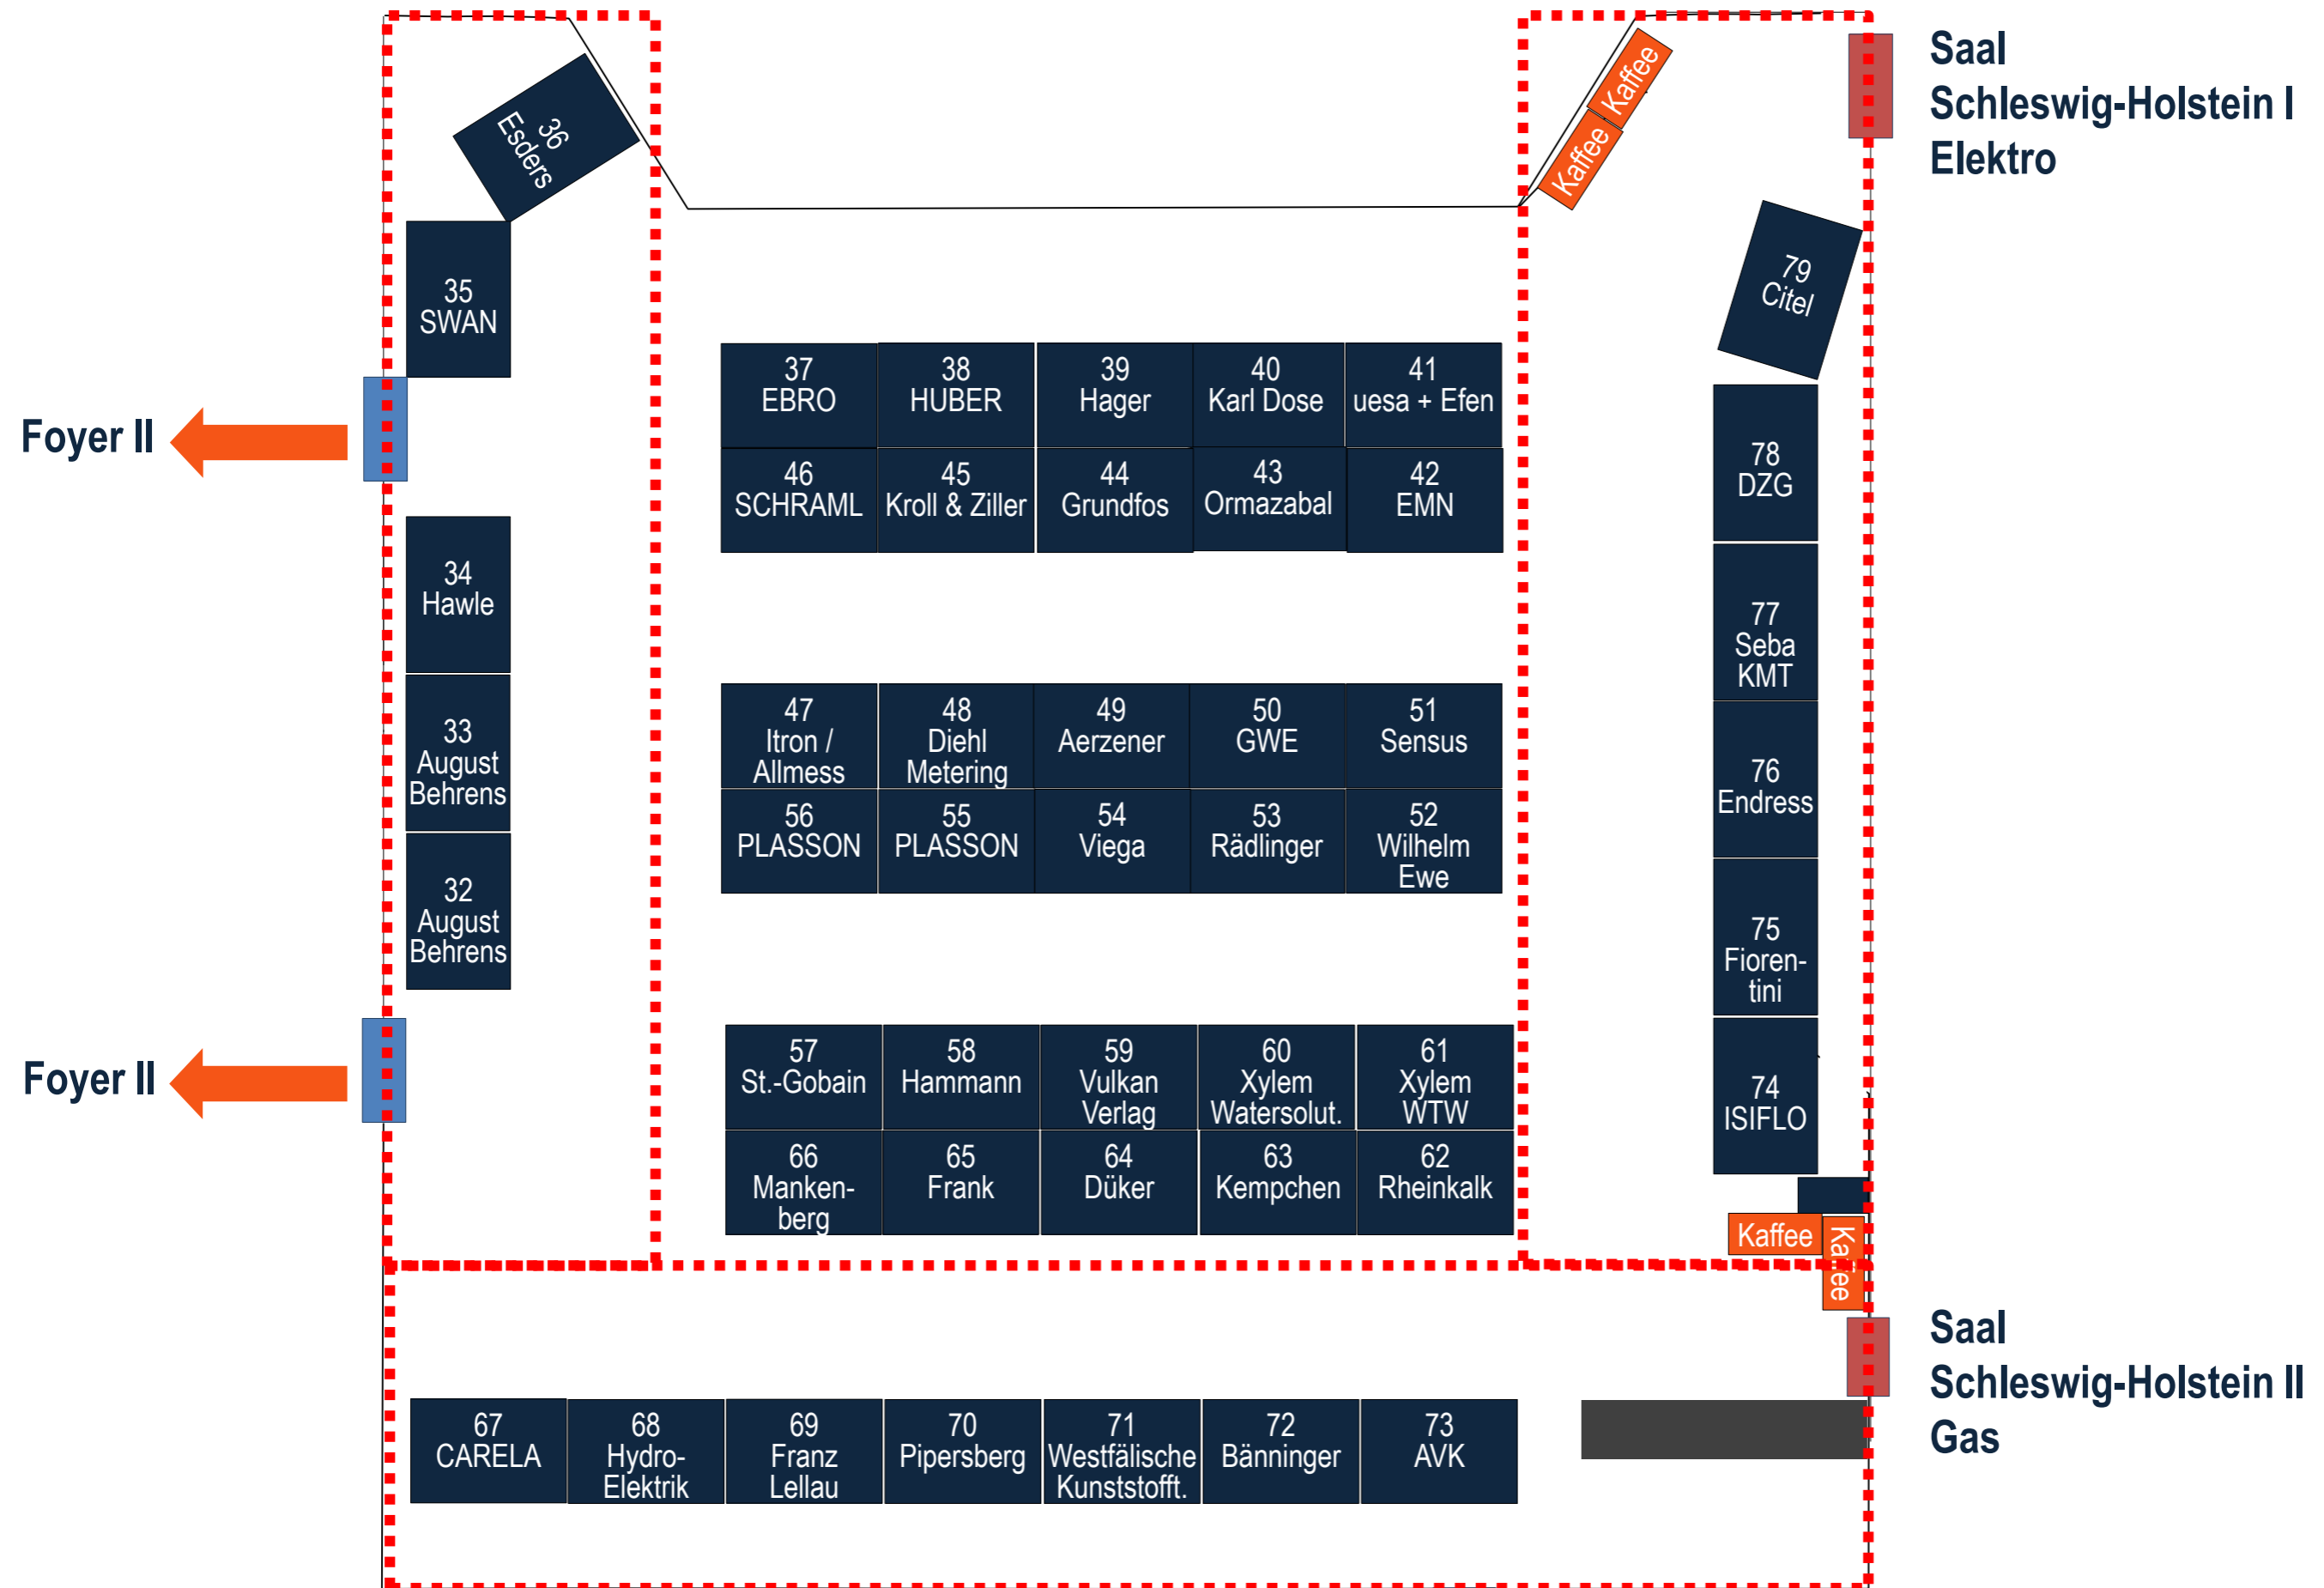 Kaffee
Kaffee
Saal
Schleswig-Holstein I
Elektro
36
Esders
35
SWAN
79
Citel
Foyer II
37
EBRO
38
HUBER
39
Hager
40
Karl Dose
41
uesa + Efen
46
SCHRAML
45
Kroll & Ziller
44
Grundfos
43
Ormazabal
42
EMN
78
DZG
34
Hawle
77
Seba
KMT
33
August
Behrens
47
Itron /
Allmess
48
Diehl
Metering
49
Aerzener
50
GWE
51
Sensus
76
Endress
56
PLASSON
55
PLASSON
54
Viega
53
Rädlinger
52
Wilhelm
Ewe
32
August
Behrens
75
Fioren-
tini
Foyer II
57
St.-Gobain
58
Hammann
59
Vulkan
Verlag
60
Xylem
Watersolut.
61
Xylem
WTW
74
ISIFLO
66
Manken-
berg
65
Frank
64
Düker
63
Kempchen
62
Rheinkalk
Kaffee
Kaffee
Saal
Schleswig-Holstein II
Gas
67
CARELA
68
Hydro-
Elektrik
69
Franz
Lellau
70
Pipersberg
71
Westfälische
Kunststofft.
72
Bänninger
73
AVK